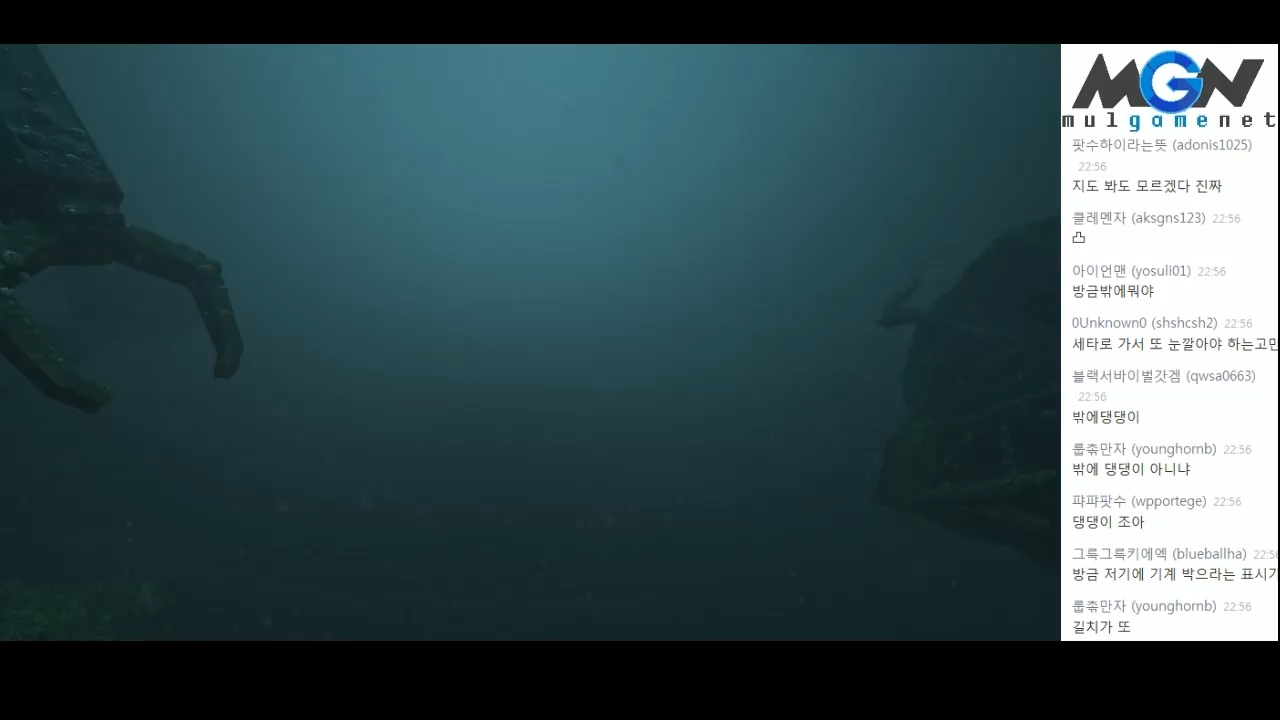 MGN
mulgamenet
팟수하이라는뜻 (adonis1025)
22:56
지도 봐도 모르겠다 진짜
클레멘자 (aksgns123) 22:56
凸
아이언맨 (yosuli01) 22:56
방금밖에뭐야
0Unknown0 (shshcsh2) 22:56
세타로 가서 또 눈깔아야 하는고민
블랙서바이벌갓겜 (qwsa0663)
22:56
밖에댕댕이
룹춖만자 (younghornb) 22:56
밖에 댕댕이 아니냐
퍄퍄팟수 (wpportege) 22:56
댕댕이 조아
그륵그륵키에엑 (blueballha) 22:56
방금 저기에 기계 박으라는 표시가
룹춖만자 (younghornb) 22:56
길치가 또